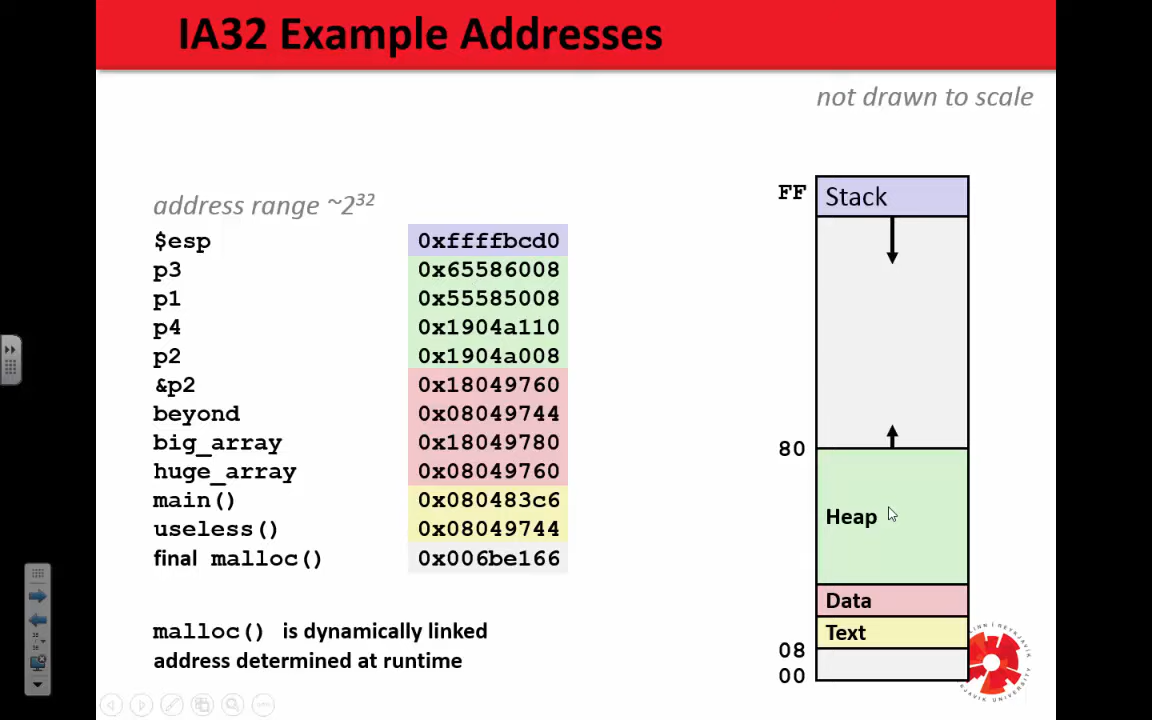 IA32 Example Addresses
not drawn to scale
address range ~2³²
$esp 0xffffbcd0
p3 0x65586008
p1 0x55585008
p4 0x1904a110
p2 0x1904a008
&p2 0x18049760
beyond 0x08049744
big_array 0x18049780
huge_array 0x08049760
main() 0x080483c6
useless() 0x08049744
final malloc() 0x006be166
malloc() is dynamically linked
address determined at runtime
FF
Stack
80
Heap
Data
Text
08
00